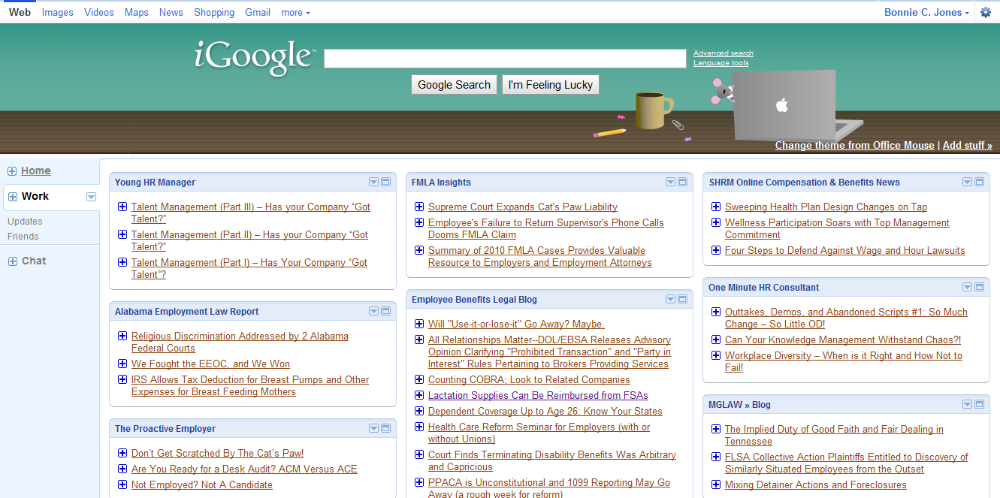 Web Images Videos Maps News Shopping Gmail more
Bonnie C. Jones
iGoogle™
Advanced search
Language tools
Google Search I'm Feeling Lucky
Change theme from Office Mouse | Add stuff »
Home
Work
Updates
Friends
Chat
Young HR Manager
Talent Management (Part III) – Has your Company “Got
Talent?”
Talent Management (Part II) – Has your Company “Got
Talent?”
Talent Management (Part I) – Has Your Company “Got
Talent”?
Alabama Employment Law Report
Religious Discrimination Addressed by 2 Alabama
Federal Courts
We Fought the EEOC, and We Won
IRS Allows Tax Deduction for Breast Pumps and Other
Expenses for Breast Feeding Mothers
The Proactive Employer
Don’t Get Scratched By The Cat’s Paw!
Are You Ready for a Desk Audit? ACM Versus ACE
Not Employed? Not A Candidate
FMLA Insights
Supreme Court Expands Cat's Paw Liability
Employee's Failure to Return Supervisor's Phone Calls
Dooms FMLA Claim
Summary of 2010 FMLA Cases Provides Valuable
Resource to Employers and Employment Attorneys
Employee Benefits Legal Blog
Will "Use-it-or-lose-it" Go Away? Maybe.
All Relationships Matter--DOL/EBSA Releases Advisory
Opinion Clarifying "Prohibited Transaction" and "Party in
Interest" Rules Pertaining to Brokers Providing Services
Counting COBRA; Look to Related Companies
Lactation Supplies Can Be Reimbursed from FSAs
Dependent Coverage Up to Age 26: Know Your States
Health Care Reform Seminar for Employers (with or
without Unions)
Court Finds Terminating Disability Benefits Was Arbitrary
and Capricious
PPACA is Unconstitutional and 1099 Reporting May Go
Away (a rough week for reform)
SHRM Online Compensation & Benefits News
Sweeping Health Plan Design Changes on Tap
Wellness Participation Soars with Top Management
Commitment
Four Steps to Defend Against Wage and Hour Lawsuits
One Minute HR Consultant
Outtakes, Demos, and Abandoned Scripts #1: So Much
Change – So Little OD!
Can Your Knowledge Management Withstand Chaos?!
Workplace Diversity – When is it Right and How Not to
Fail!
MGLAW » Blog
The Implied Duty of Good Faith and Fair Dealing in
Tennessee
FLSA Collective Action Plaintiffs Entitled to Discovery of
Similarly Situated Employees from the Outset
Mixing Detainer Actions and Foreclosures